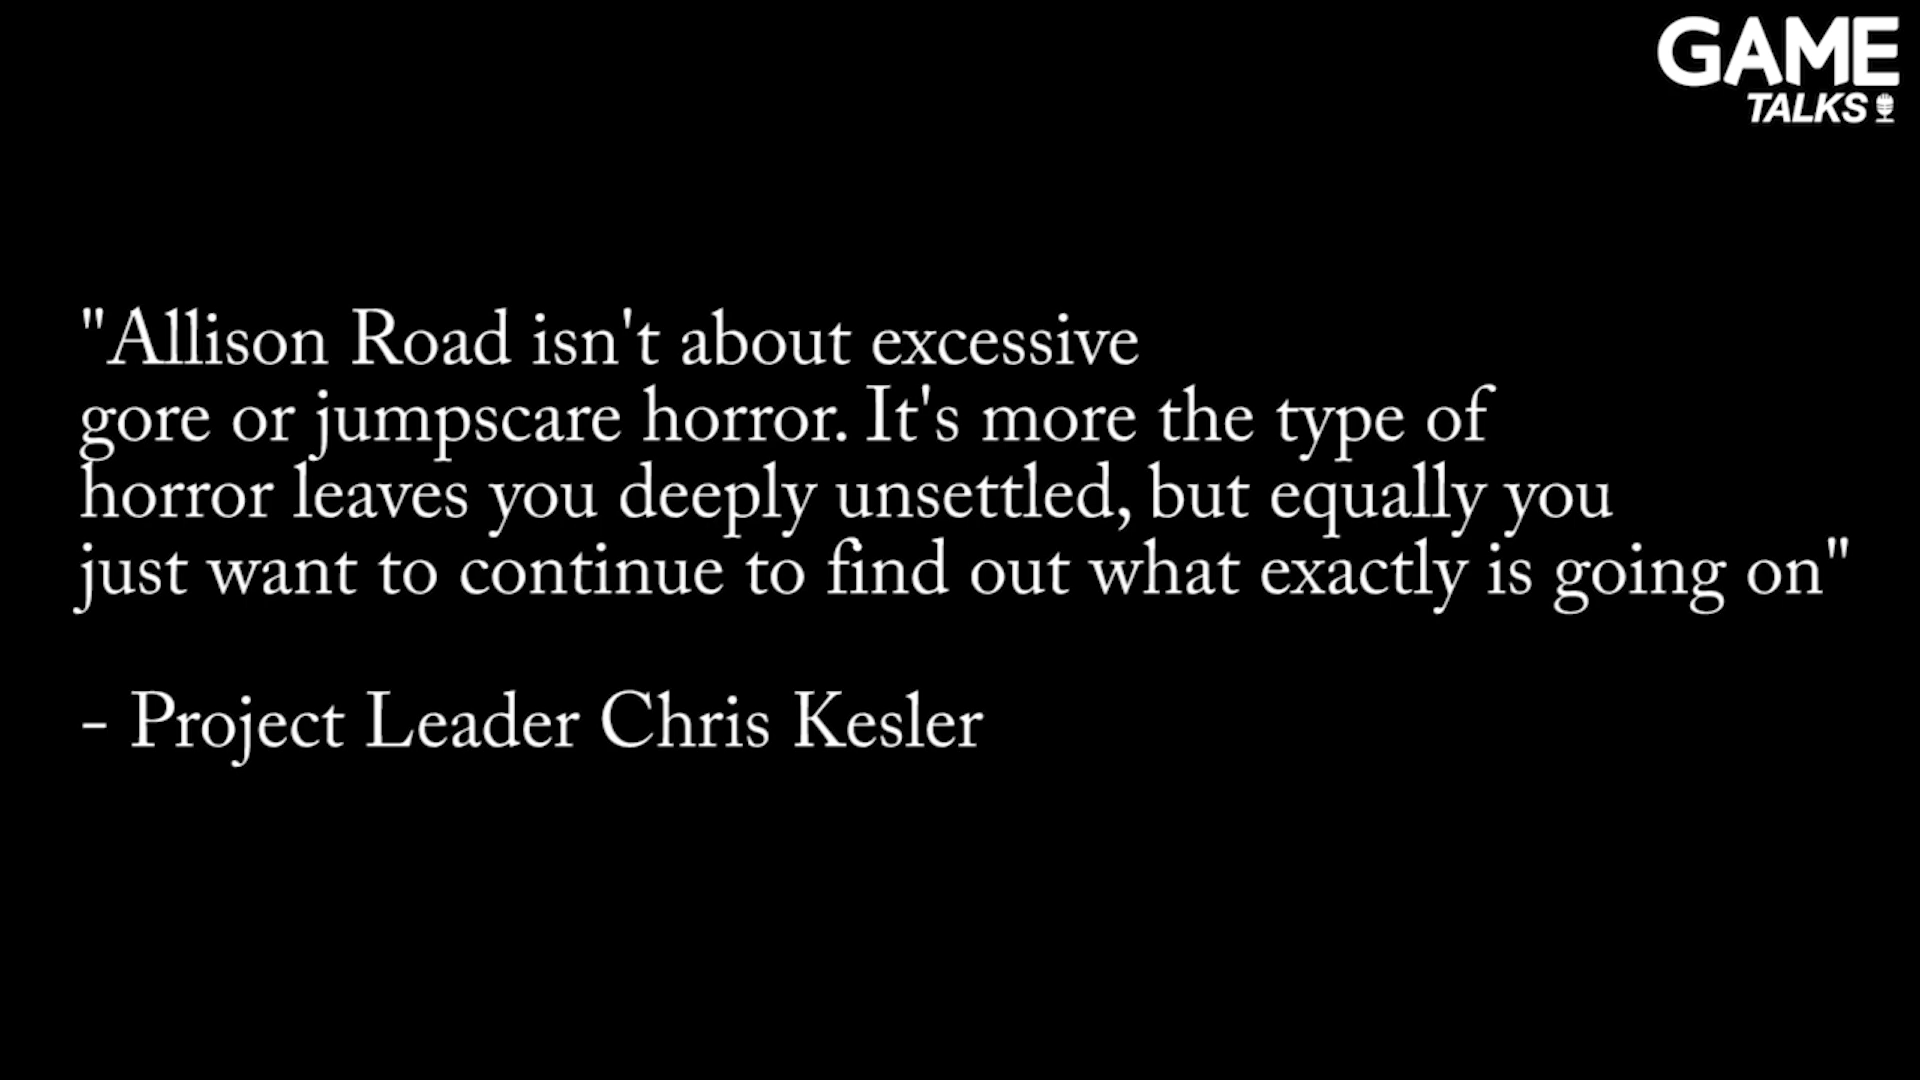 GAME
TALKS
"Allison Road isn't about excessive
gore or jumpscare horror. It's more the type of
horror leaves you deeply unsettled, but equally you
just want to continue to find out what exactly is going on"
- Project Leader Chris Kesler